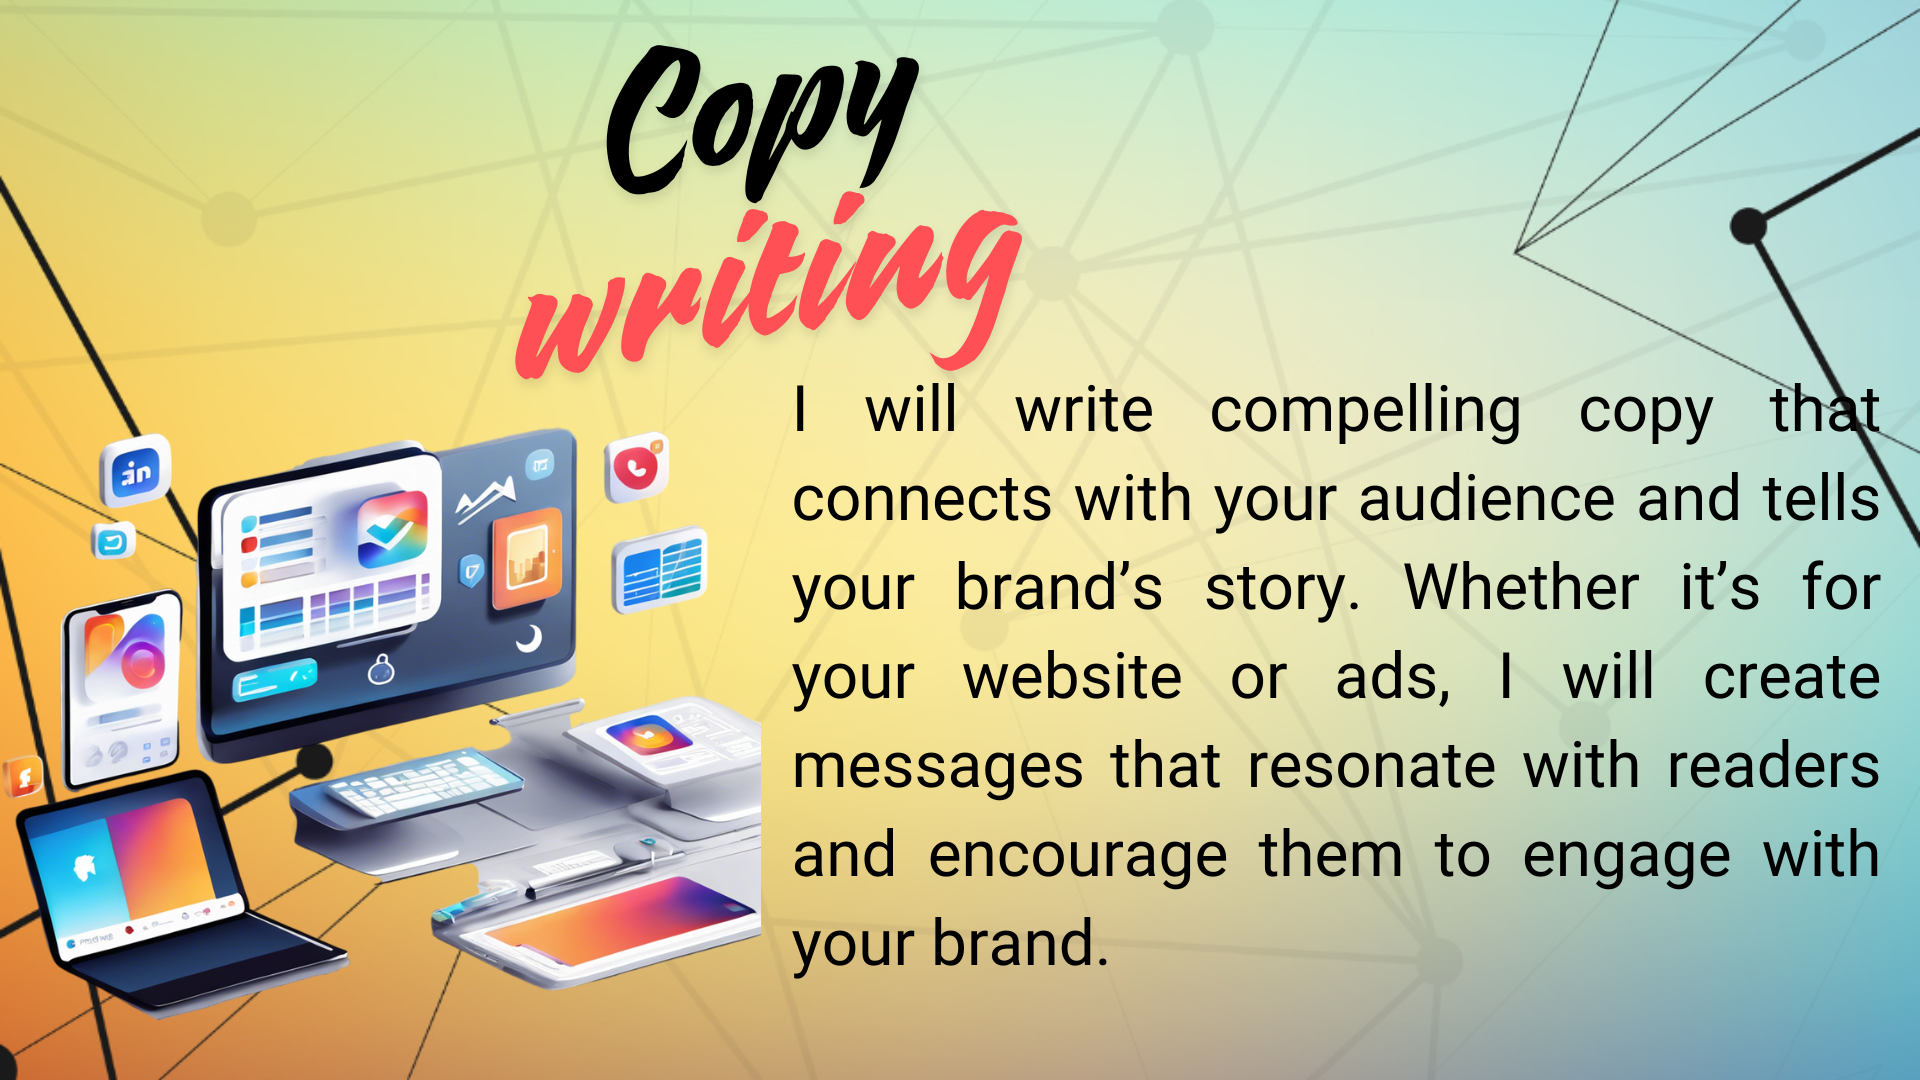 Copy
writing
I will write compelling copy that
connects with your audience and tells
your brand’s story. Whether it’s for
your website or ads, I will create
messages that resonate with readers
and encourage them to engage with
your brand.
in